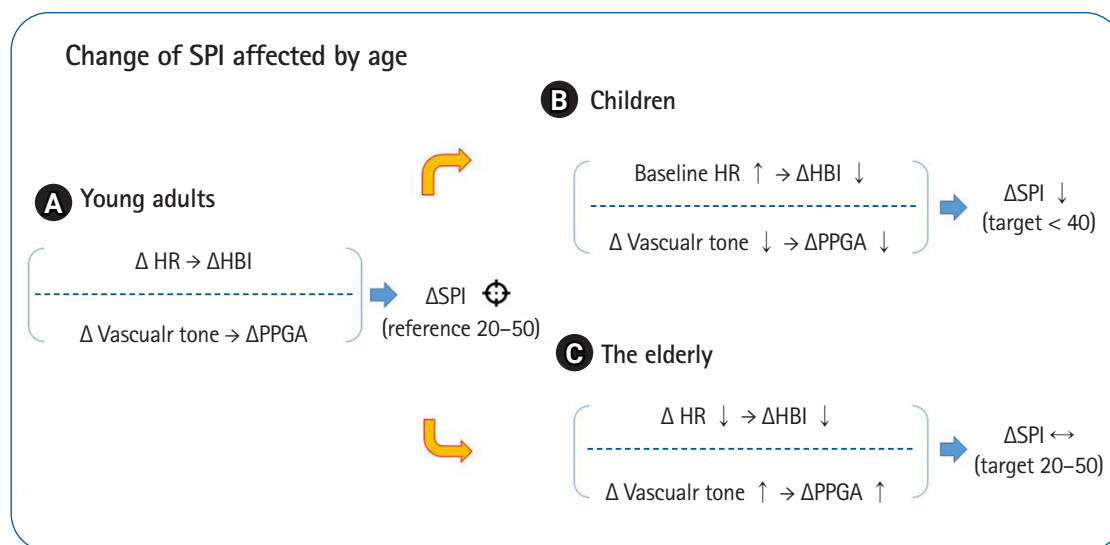 Change of SPI affected by age
A Young adults
Δ HR → ΔHBI
Δ Vascualr tone → ΔPPGA
ΔSPI
(reference 20–50)
B Children
Baseline HR ↑ → ΔHBI ↓
Δ Vascualr tone ↓ → ΔPPGA ↓
ΔSPI ↓
(target < 40)
C The elderly
Δ HR ↓ → ΔHBI ↓
Δ Vascualr tone ↑ → ΔPPGA ↑
ΔSPI ↔
(target 20–50)